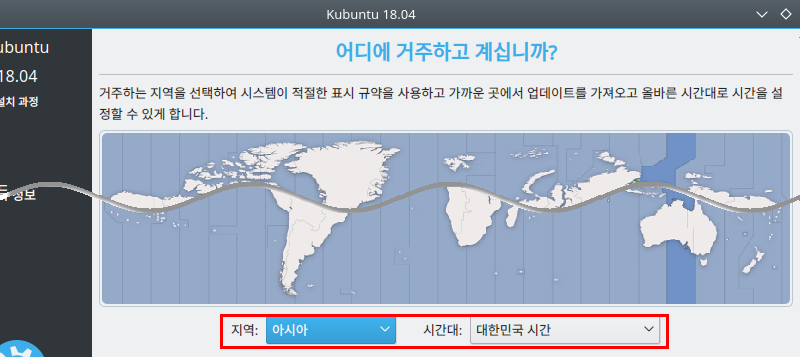 Kubuntu 18.04
ubuntu
18.04
설치 과정
정보
어디에 거주하고 계십니까?
거주하는 지역을 선택하여 시스템이 적절한 표시 규약을 사용하고 가까운 곳에서 업데이트를 가져오고 올바른 시간대로 시간을 설
정할 수 있게 합니다.
지역: 아시아 시간대: 대한민국 시간